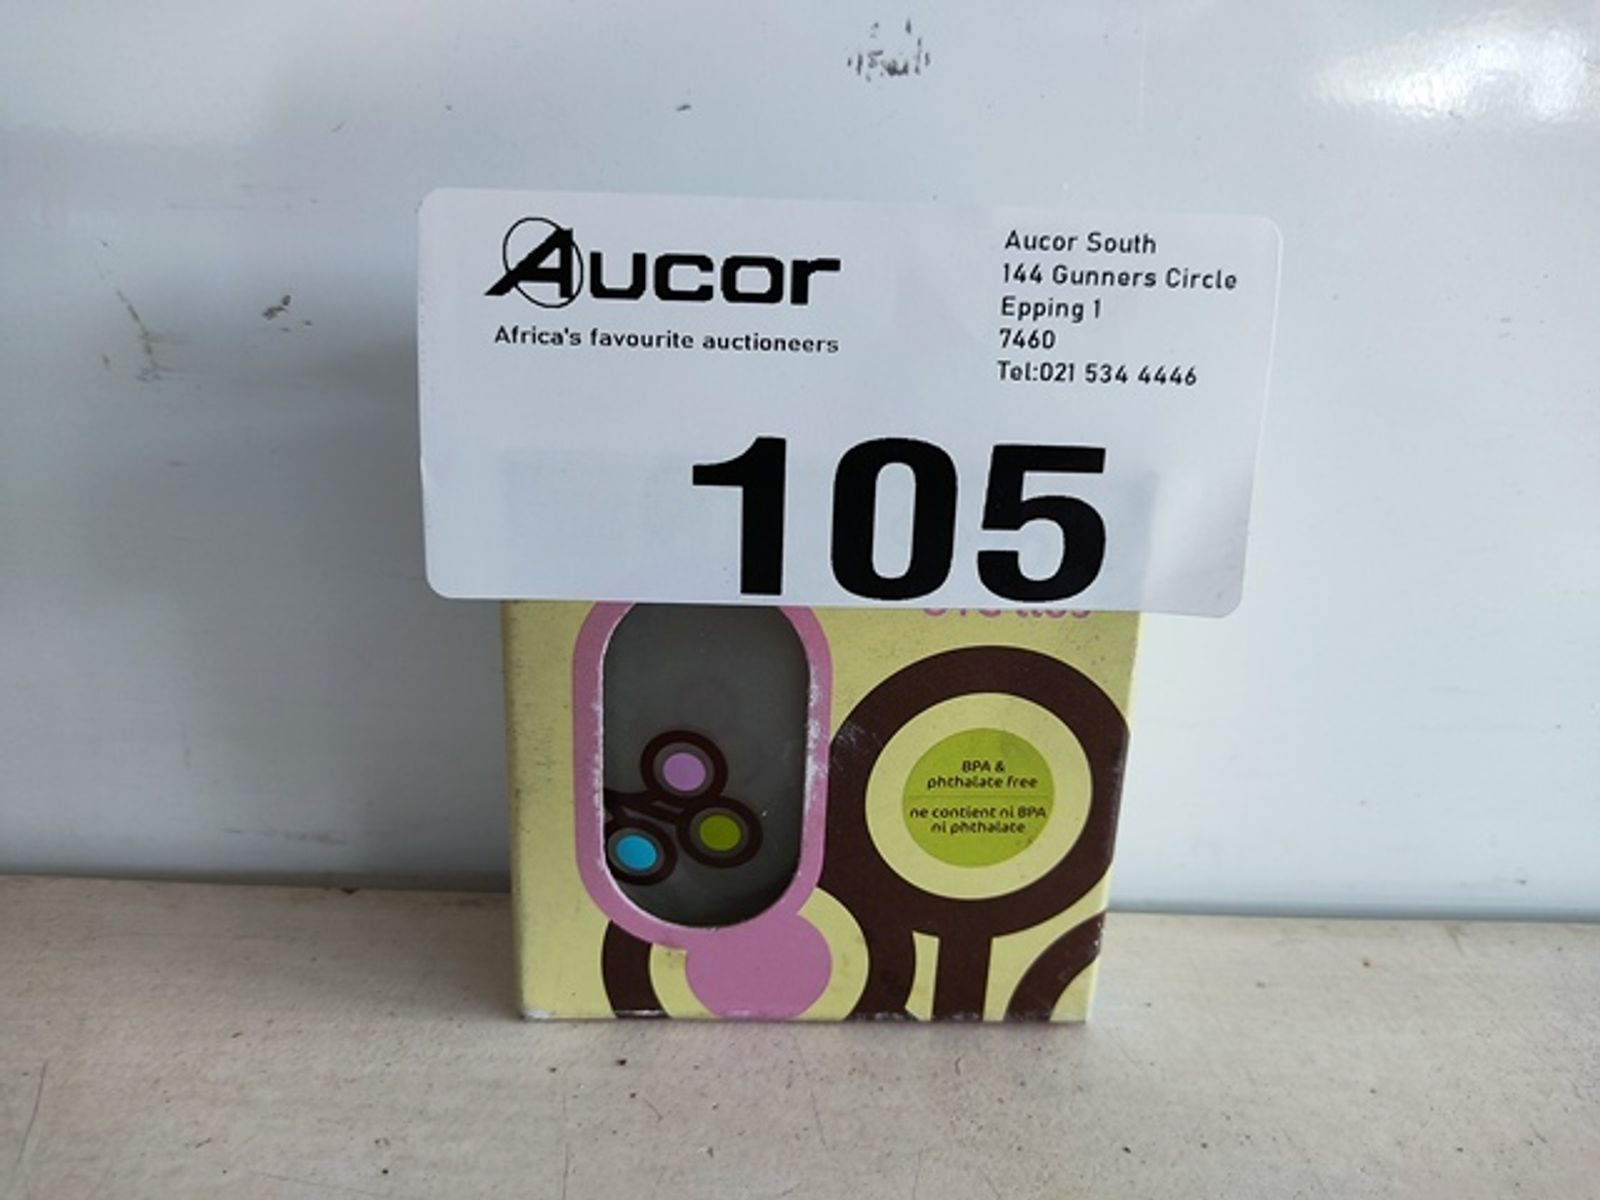 Aucor
Africa's favourite auctioneers
Aucor South
144 Gunners Circle
Epping 1
7460
Tel:021 534 4446
105
BPA &
phthalate free
ne contient ni BPA
ni phthalate